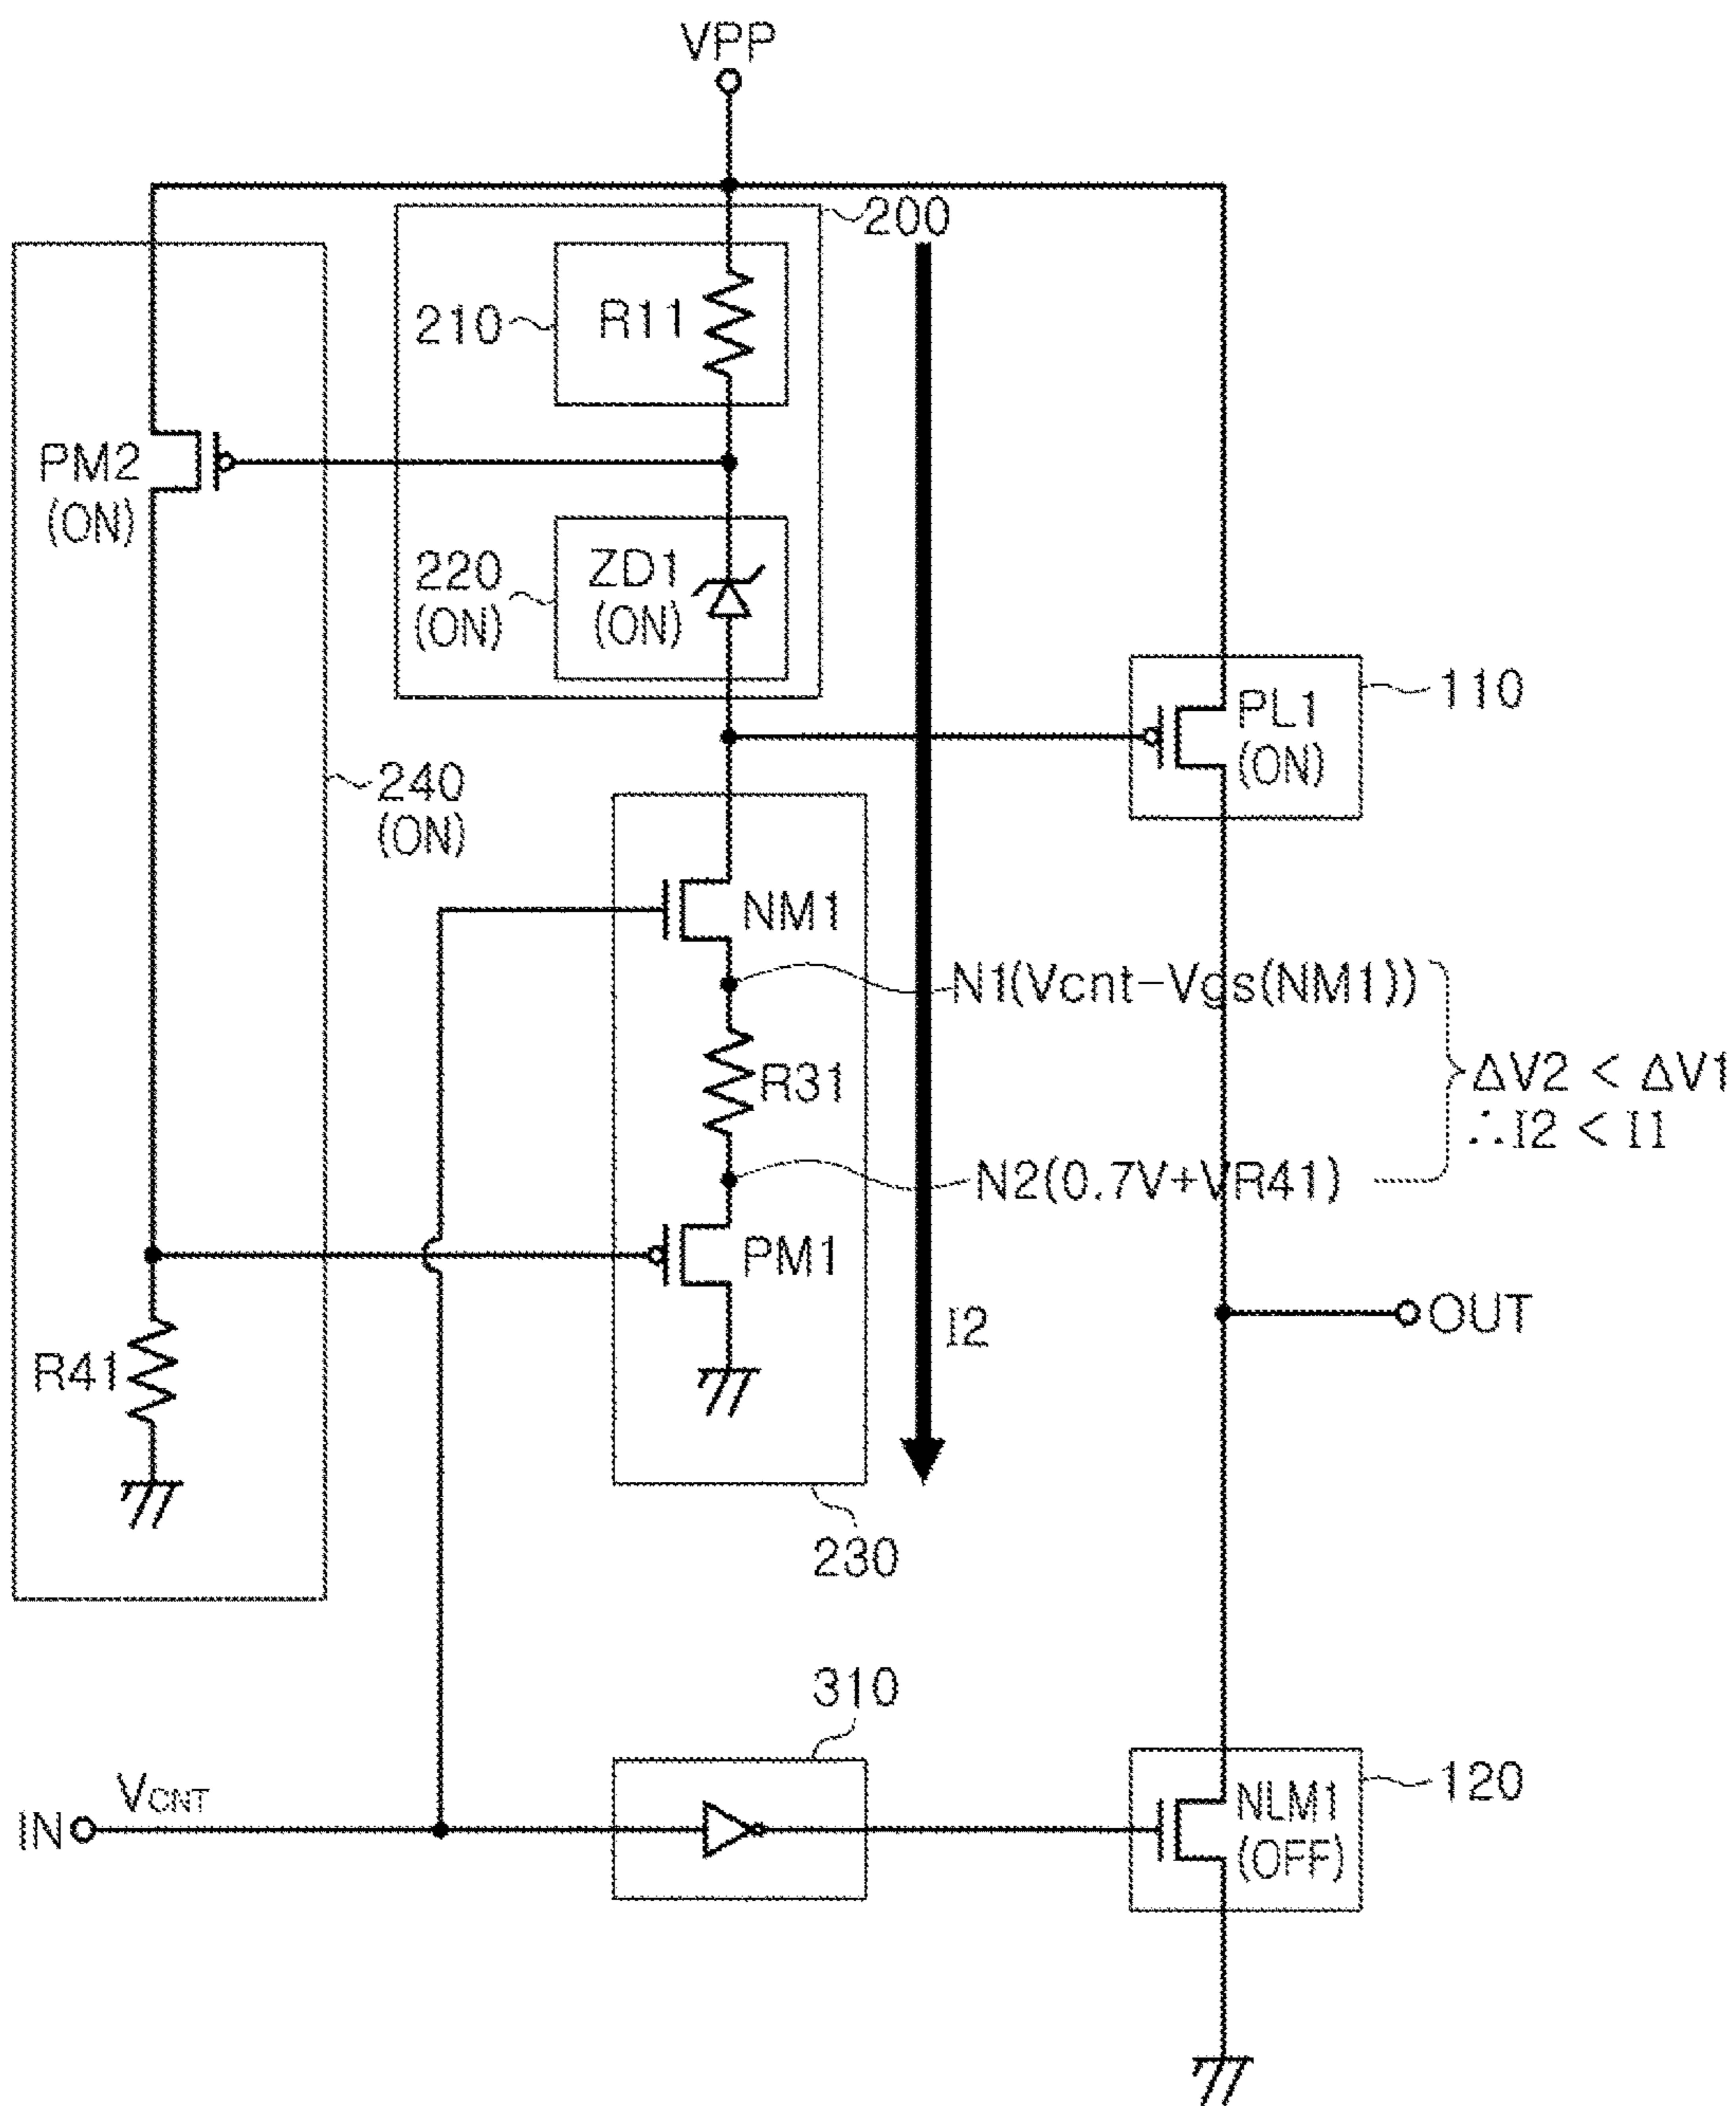 VPP
200
210
R11
PM2
(ON)
220
(ON)
ZD1
(ON)
110
PL1
(ON)
240
(ON)
NM1
N1(Vcnt-Vgs(NM1))
R31
ΔV2 < ΔV1
∴I2 < I1
N2(0.7V+VR41)
PM1
I2
OUT
R41
230
310
IN
VCNT
120
NLM1
(OFF)